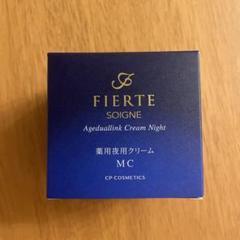 FIERTE
SOIGNE
Ageduallink Cream Night
薬用夜用クリーム
MC
CP COSMETICS